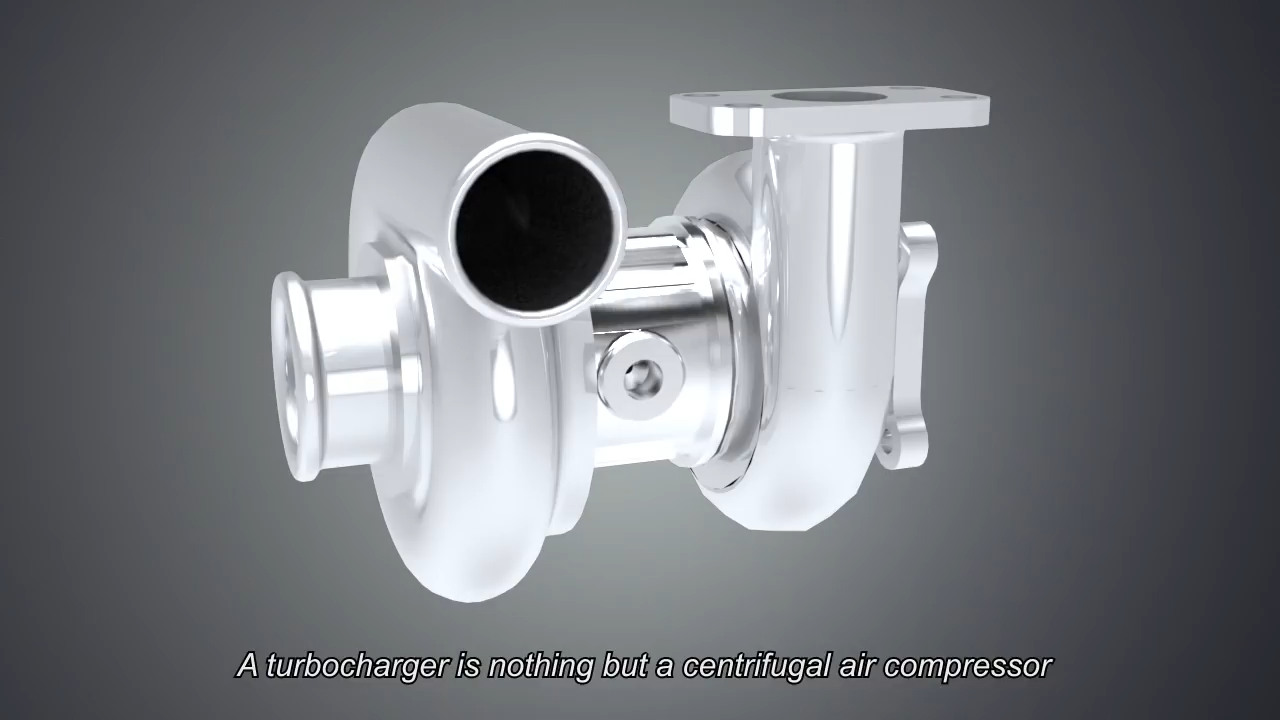 A turbocharger is nothing but a centrifugal air compressor